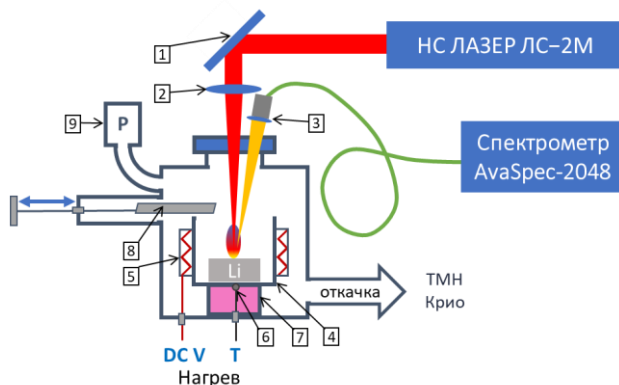 НС ЛАЗЕР ЛС−2М
1
2
3
9
P
Спектрометр
AvaSpec-2048
8
5
Li
откачка
ТМН
Крио
6
7
4
DC V
T
Нагрев